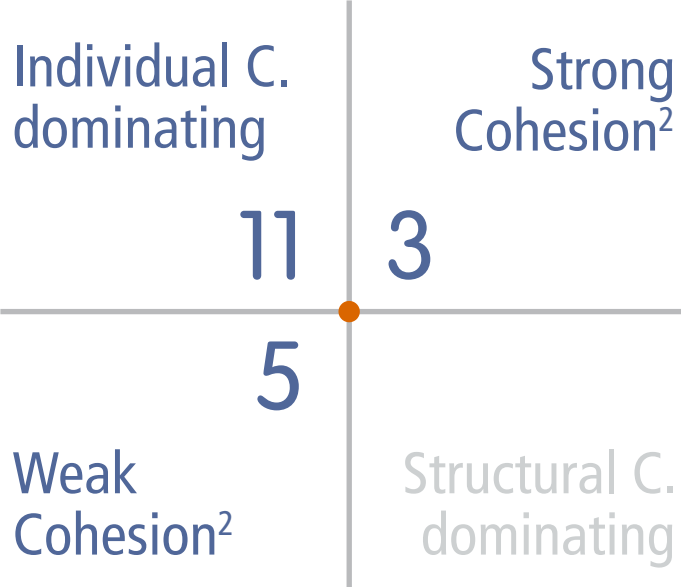 Individual C.
dominating
11
Strong
Cohesion²
3
5
Weak
Cohesion²
Structural C.
dominating